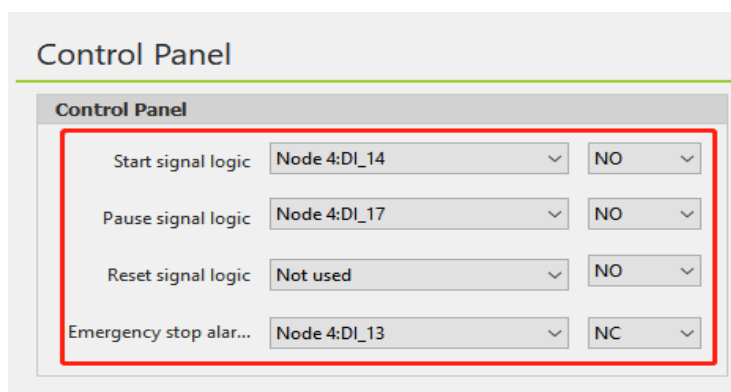 Control Panel
Control Panel
Start signal logic Node 4:DI_14 NO
Pause signal logic Node 4:DI_17 NO
Reset signal logic Not used NO
Emergency stop alar... Node 4:DI_13 NC